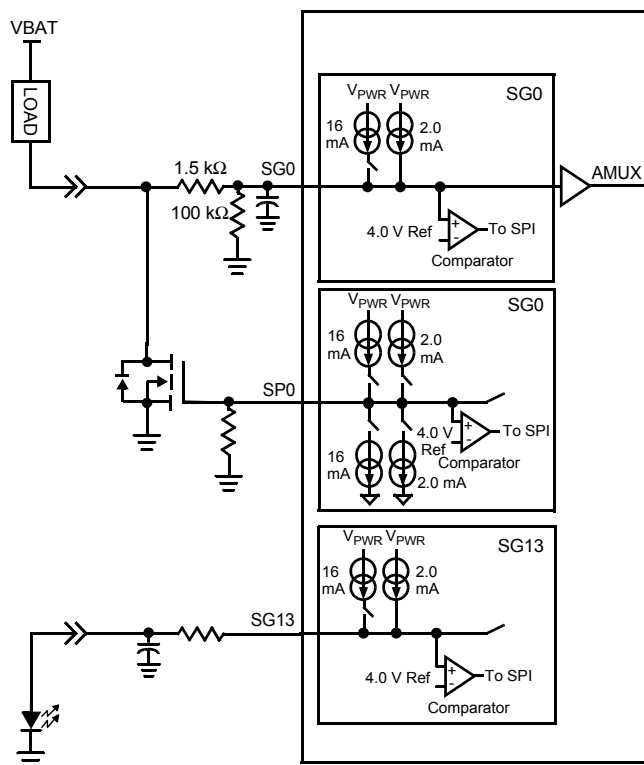 VBAT
LOAD
1.5 kΩ
100 kΩ
SG0
VPWR VPWR
SG0
16 mA
2.0 mA
4.0 V Ref
To SPI
Comparator
AMUX
VPWR VPWR
SG0
16 mA
2.0 mA
SP0
4.0 V Ref
To SPI
Comparator
16 mA
2.0 mA
VPWR VPWR
SG13
16 mA
2.0 mA
SG13
4.0 V Ref
To SPI
Comparator